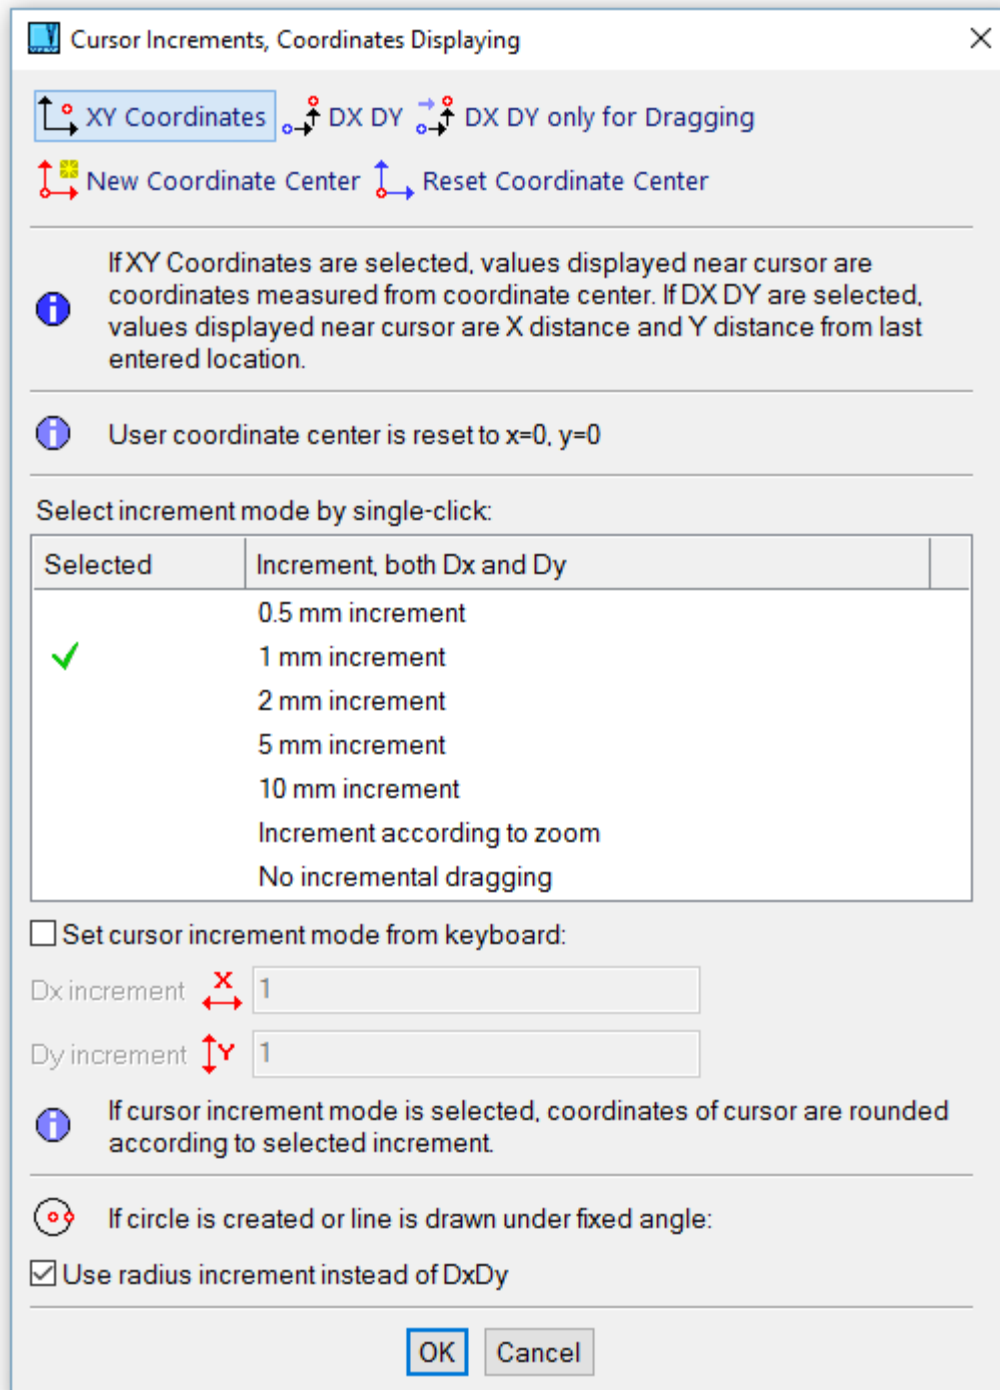 Cursor Increments, Coordinates Displaying
XY Coordinates DX DY DX DY only for Dragging
New Coordinate Center Reset Coordinate Center
If XY Coordinates are selected, values displayed near cursor are
coordinates measured from coordinate center. If DX DY are selected,
values displayed near cursor are X distance and Y distance from last
entered location.
User coordinate center is reset to x=0, y=0
Select increment mode by single-click:
Selected Increment, both Dx and Dy
0.5 mm increment
1 mm increment
2 mm increment
5 mm increment
10 mm increment
Increment according to zoom
No incremental dragging
Set cursor increment mode from keyboard:
Dx increment X 1
Dy increment Y 1
If cursor increment mode is selected, coordinates of cursor are rounded
according to selected increment.
If circle is created or line is drawn under fixed angle:
Use radius increment instead of DxDy
OK Cancel